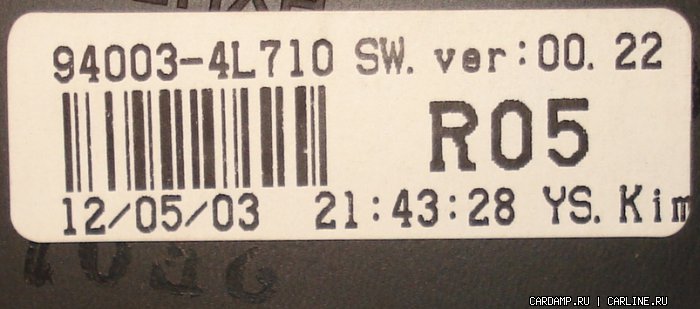 94003-4L710 SW. ver:00. 22
R05
12/05/03 21:43:28 YS. Kim
CARDAMP.RU | CARLINE.RU